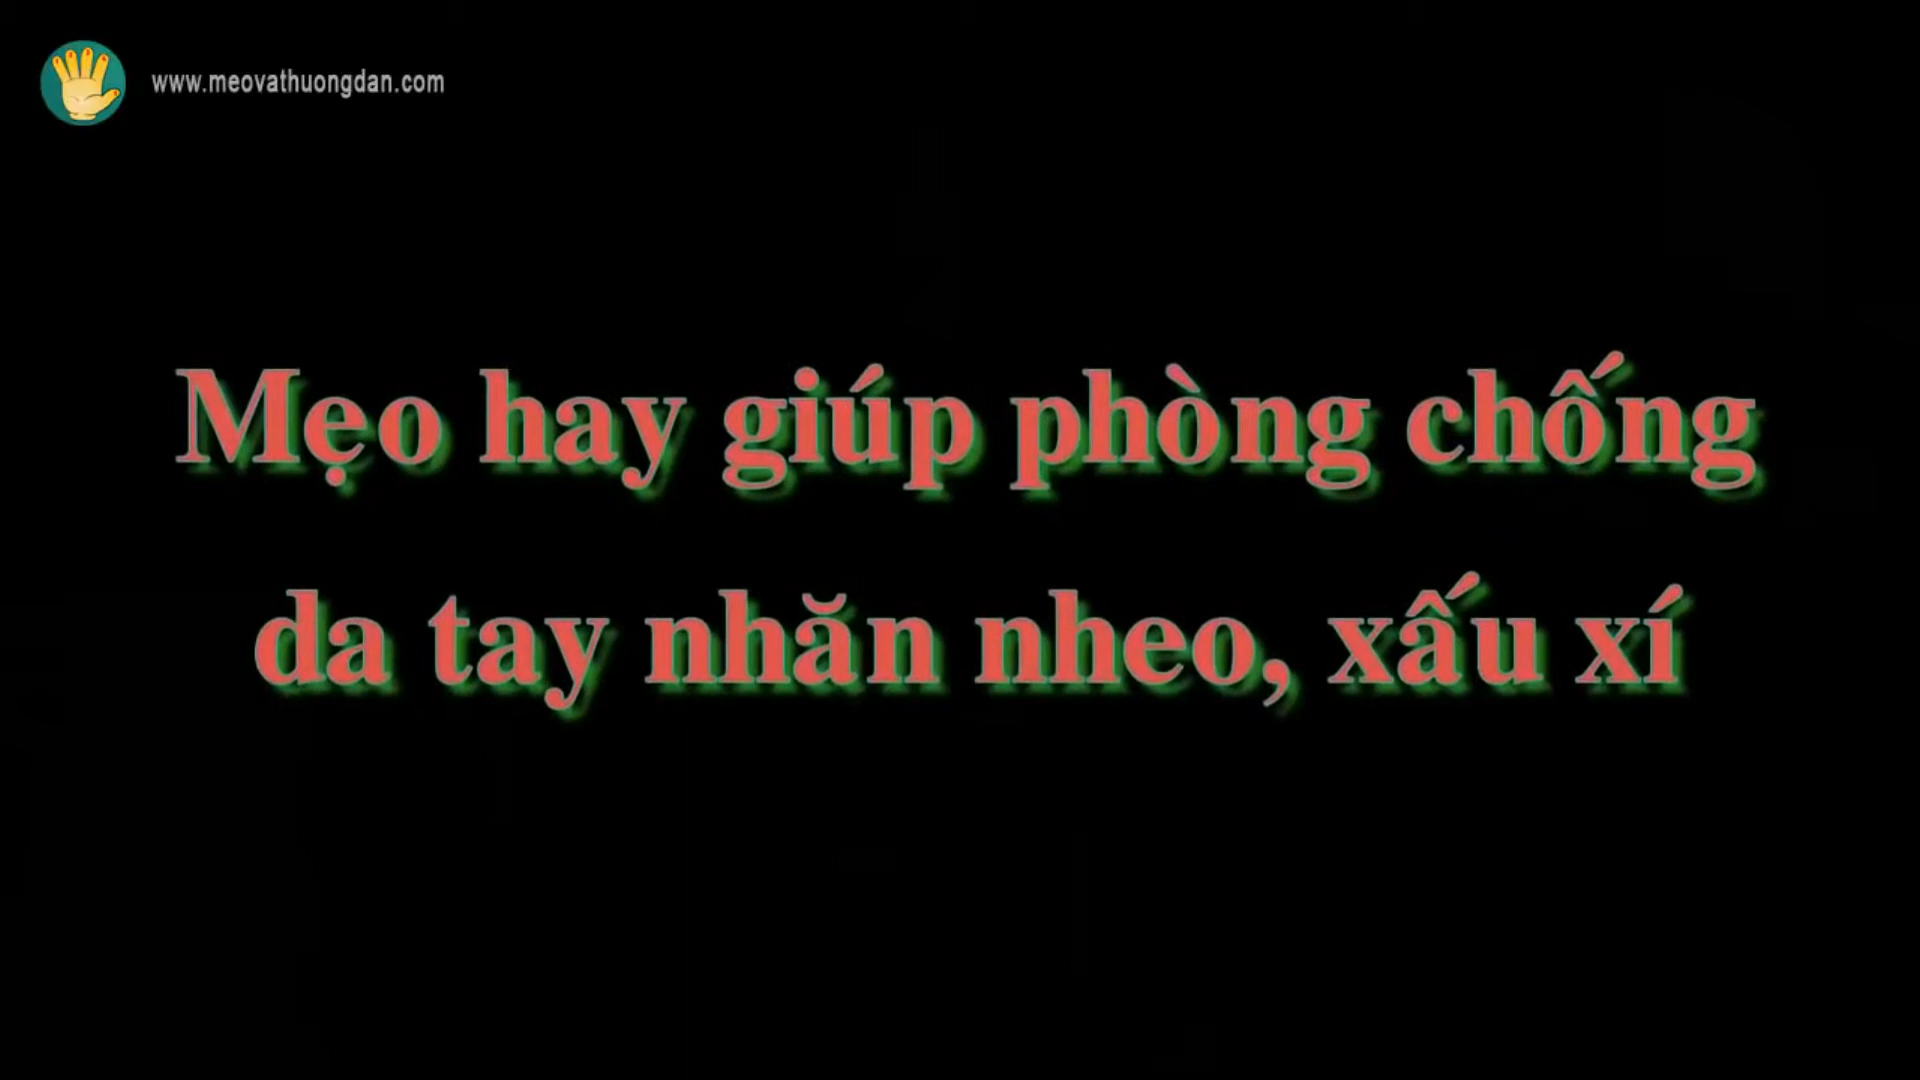 www.meovathuongdan.com
Mẹo hay giúp phòng chống
da tay nhăn nheo, xấu xí